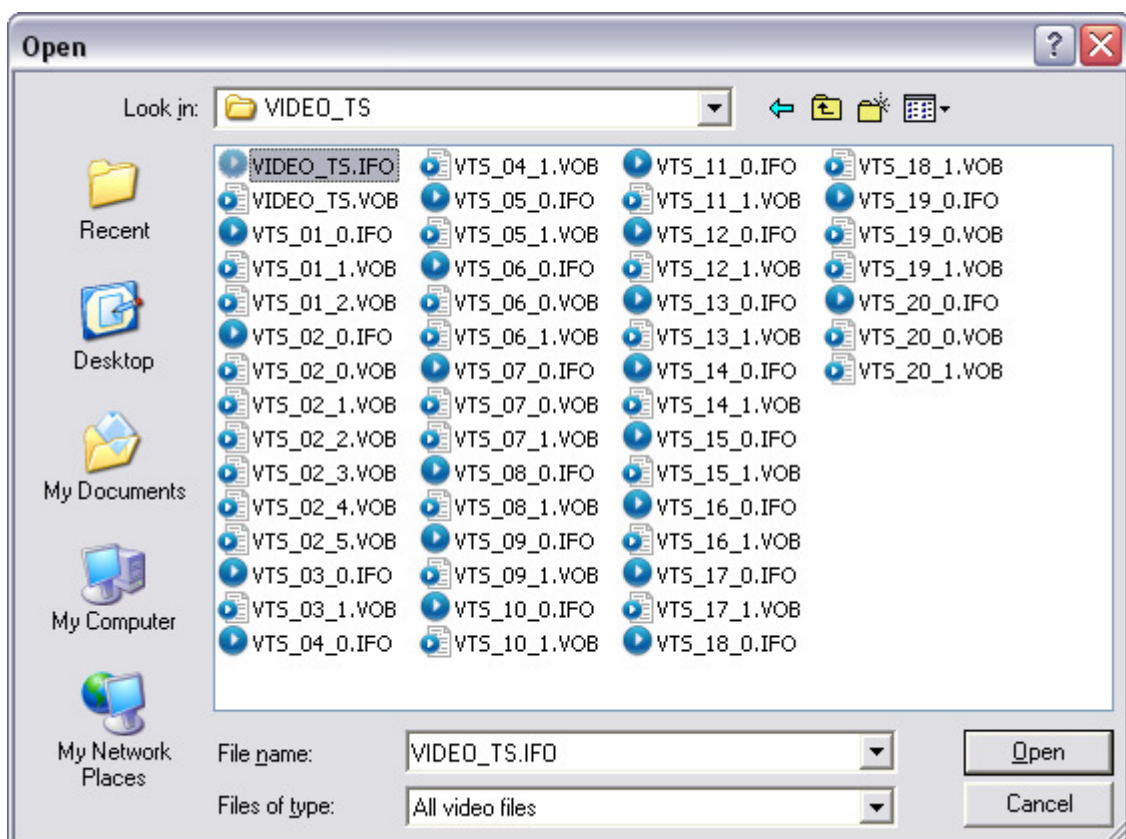 Open
Look in: VIDEO_TS
Recent
Desktop
My Documents
My Computer
My Network
Places
VIDEO_TS.IFO
VIDEO_TS.VOB
VTS_01_0.IFO
VTS_01_1.VOB
VTS_01_2.VOB
VTS_02_0.IFO
VTS_02_0.VOB
VTS_02_1.VOB
VTS_02_2.VOB
VTS_02_3.VOB
VTS_02_4.VOB
VTS_02_5.VOB
VTS_03_0.IFO
VTS_03_1.VOB
VTS_04_0.IFO
VTS_04_1.VOB
VTS_05_0.IFO
VTS_05_1.VOB
VTS_06_0.IFO
VTS_06_0.VOB
VTS_06_1.VOB
VTS_07_0.IFO
VTS_07_0.VOB
VTS_07_1.VOB
VTS_08_0.IFO
VTS_08_1.VOB
VTS_09_0.IFO
VTS_09_1.VOB
VTS_10_0.IFO
VTS_10_1.VOB
VTS_11_0.IFO
VTS_11_1.VOB
VTS_12_0.IFO
VTS_12_1.VOB
VTS_13_0.IFO
VTS_13_1.VOB
VTS_14_0.IFO
VTS_14_1.VOB
VTS_15_0.IFO
VTS_15_1.VOB
VTS_16_0.IFO
VTS_16_1.VOB
VTS_17_0.IFO
VTS_17_1.VOB
VTS_18_0.IFO
VTS_18_1.VOB
VTS_19_0.IFO
VTS_19_0.VOB
VTS_19_1.VOB
VTS_20_0.IFO
VTS_20_0.VOB
VTS_20_1.VOB
File name: VIDEO_TS.IFO Open
Files of type: All video files Cancel